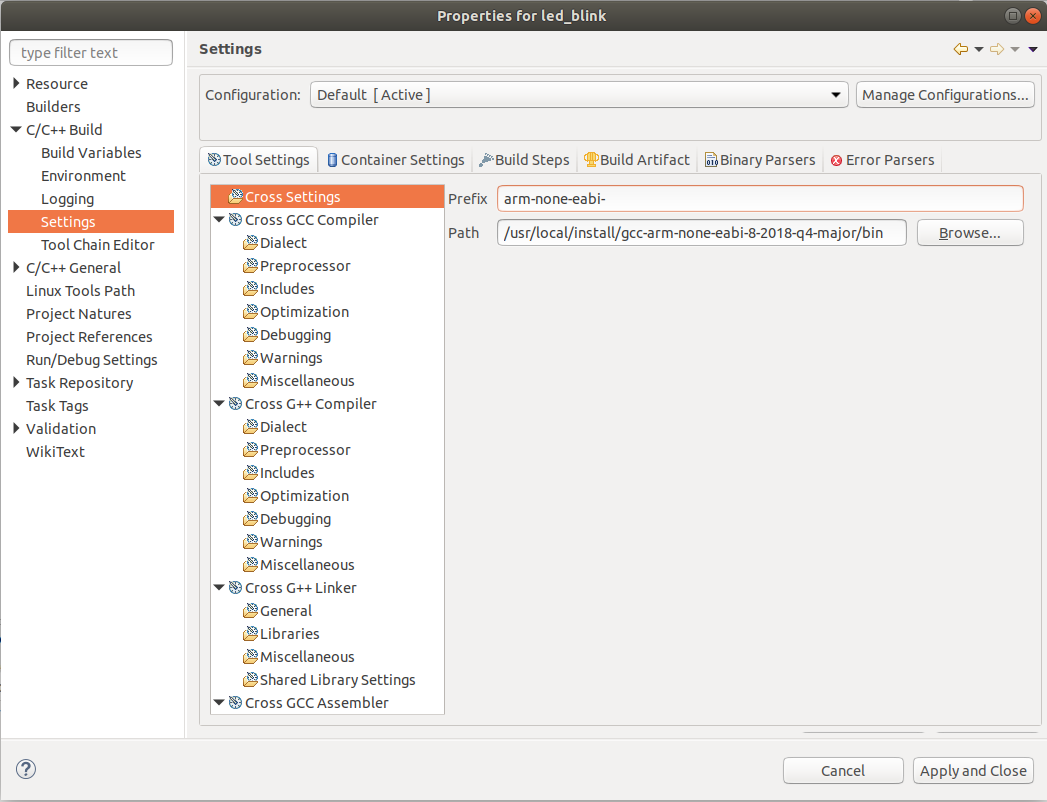 Properties for led_blink
type filter text
Resource
Builders
C/C++ Build
Build Variables
Environment
Logging
Settings
Tool Chain Editor
C/C++ General
Linux Tools Path
Project Natures
Project References
Run/Debug Settings
Task Repository
Task Tags
Validation
WikiText
Settings
Configuration: Default [ Active ] Manage Configurations...
Tool Settings Container Settings Build Steps Build Artifact Binary Parsers Error Parsers
Cross Settings
Cross GCC Compiler
Dialect
Preprocessor
Includes
Optimization
Debugging
Warnings
Miscellaneous
Cross G++ Compiler
Dialect
Preprocessor
Includes
Optimization
Debugging
Warnings
Miscellaneous
Cross G++ Linker
General
Libraries
Miscellaneous
Shared Library Settings
Cross GCC Assembler
Prefix arm-none-eabi-
Path /usr/local/install/gcc-arm-none-eabi-8-2018-q4-major/bin Browse...
? Cancel Apply and Close